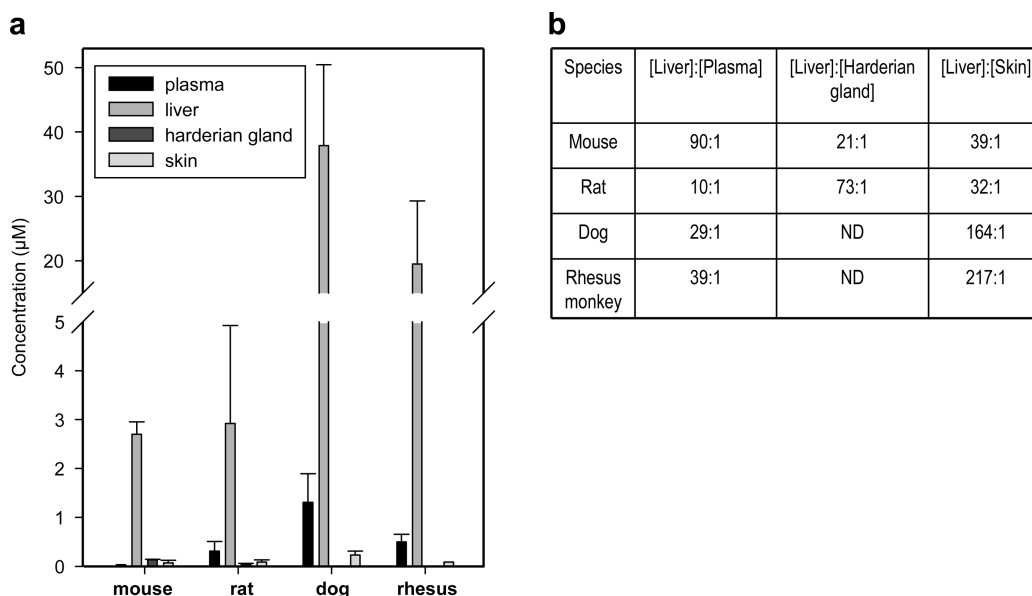 a
Concentration (µM)
50
40
30
20
5
4
3
2
1
0
plasma
liver
harderian gland
skin
mouse rat dog rhesus
b
Species [Liver]:[Plasma] [Liver]:[Harderian gland] [Liver]:[Skin]
Mouse 90:1 21:1 39:1
Rat 10:1 73:1 32:1
Dog 29:1 ND 164:1
Rhesus monkey 39:1 ND 217:1